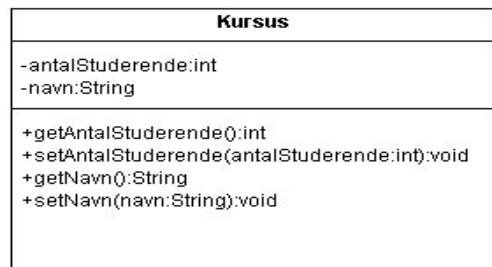 Kursus
-antalStuderende:int
-navn:String
+getAntalStuderende():int
+setAntalStuderende(antalStuderende:int):void
+getNavn():String
+setNavn(navn:String):void